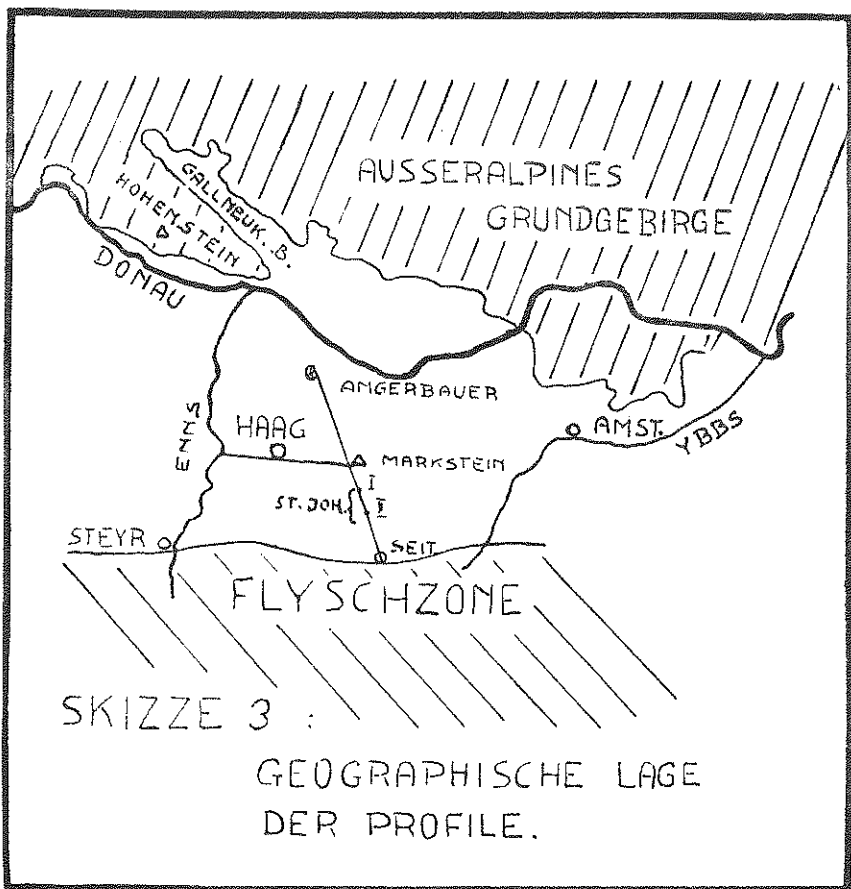 AUSSERALPINES
GRUNDGEBIRGE
GALLNEUK. B.
HOHENSTEIN
DONAU
ANGERBAUER
ENNS
HAAG
AMST.
YBBS
MARKSTEIN
I
ST. JOH. { II
STEYR
SEIT
FLYSCHZONE
SKIZZE 3 :
GEOGRAPHISCHE LAGE
DER PROFILE.